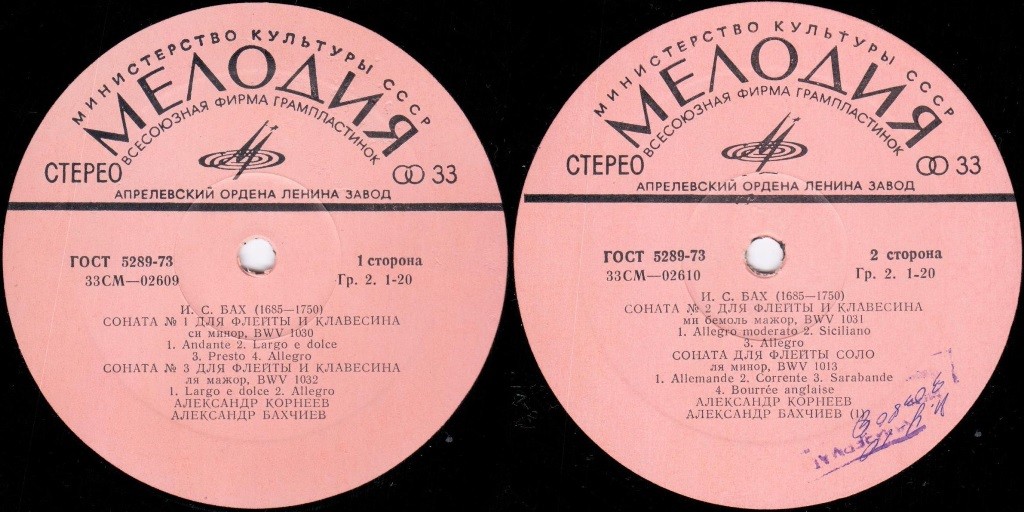 МИНИСТЕРСТВО КУЛЬТУРЫ СССР
МЕЛОДИЯ
ВСЕСОЮЗНАЯ ФИРМА ГРАМПЛАСТИНОК
СТЕРЕО 33
АПРЕЛЕВСКИЙ ОРДЕНА ЛЕНИНА ЗАВОД
ГОСТ 5289-73 1 сторона
33СМ—02609 Гр. 2. 1-20
И. С. БАХ (1685—1750)
СОНАТА № 1 ДЛЯ ФЛЕЙТЫ И КЛАВЕСИНА
си минор, BWV 1030
1. Andante 2. Largo e dolce
3. Presto 4. Allegro
СОНАТА № 3 ДЛЯ ФЛЕЙТЫ И КЛАВЕСИНА
ля мажор, BWV 1032
1. Largo e dolce 2. Allegro
АЛЕКСАНДР КОРНЕЕВ
АЛЕКСАНДР БАХЧИЕВ
МИНИСТЕРСТВО КУЛЬТУРЫ СССР
МЕЛОДИЯ
ВСЕСОЮЗНАЯ ФИРМА ГРАМПЛАСТИНОК
СТЕРЕО 33
АПРЕЛЕВСКИЙ ОРДЕНА ЛЕНИНА ЗАВОД
ГОСТ 5289-73 2 сторона
33СМ—02610 Гр. 2. 1-20
И. С. БАХ (1685—1750)
СОНАТА № 2 ДЛЯ ФЛЕЙТЫ И КЛАВЕСИНА
ми бемоль мажор, BWV 1031
1. Allegro moderato 2. Siciliano
3. Allegro
СОНАТА ДЛЯ ФЛЕЙТЫ СОЛО
ля минор, BWV 1013
1. Allemande 2. Corrente 3. Sarabande
4. Bourrée anglaise
АЛЕКСАНДР КОРНЕЕВ
АЛЕКСАНДР БАХЧИЕВ (1)